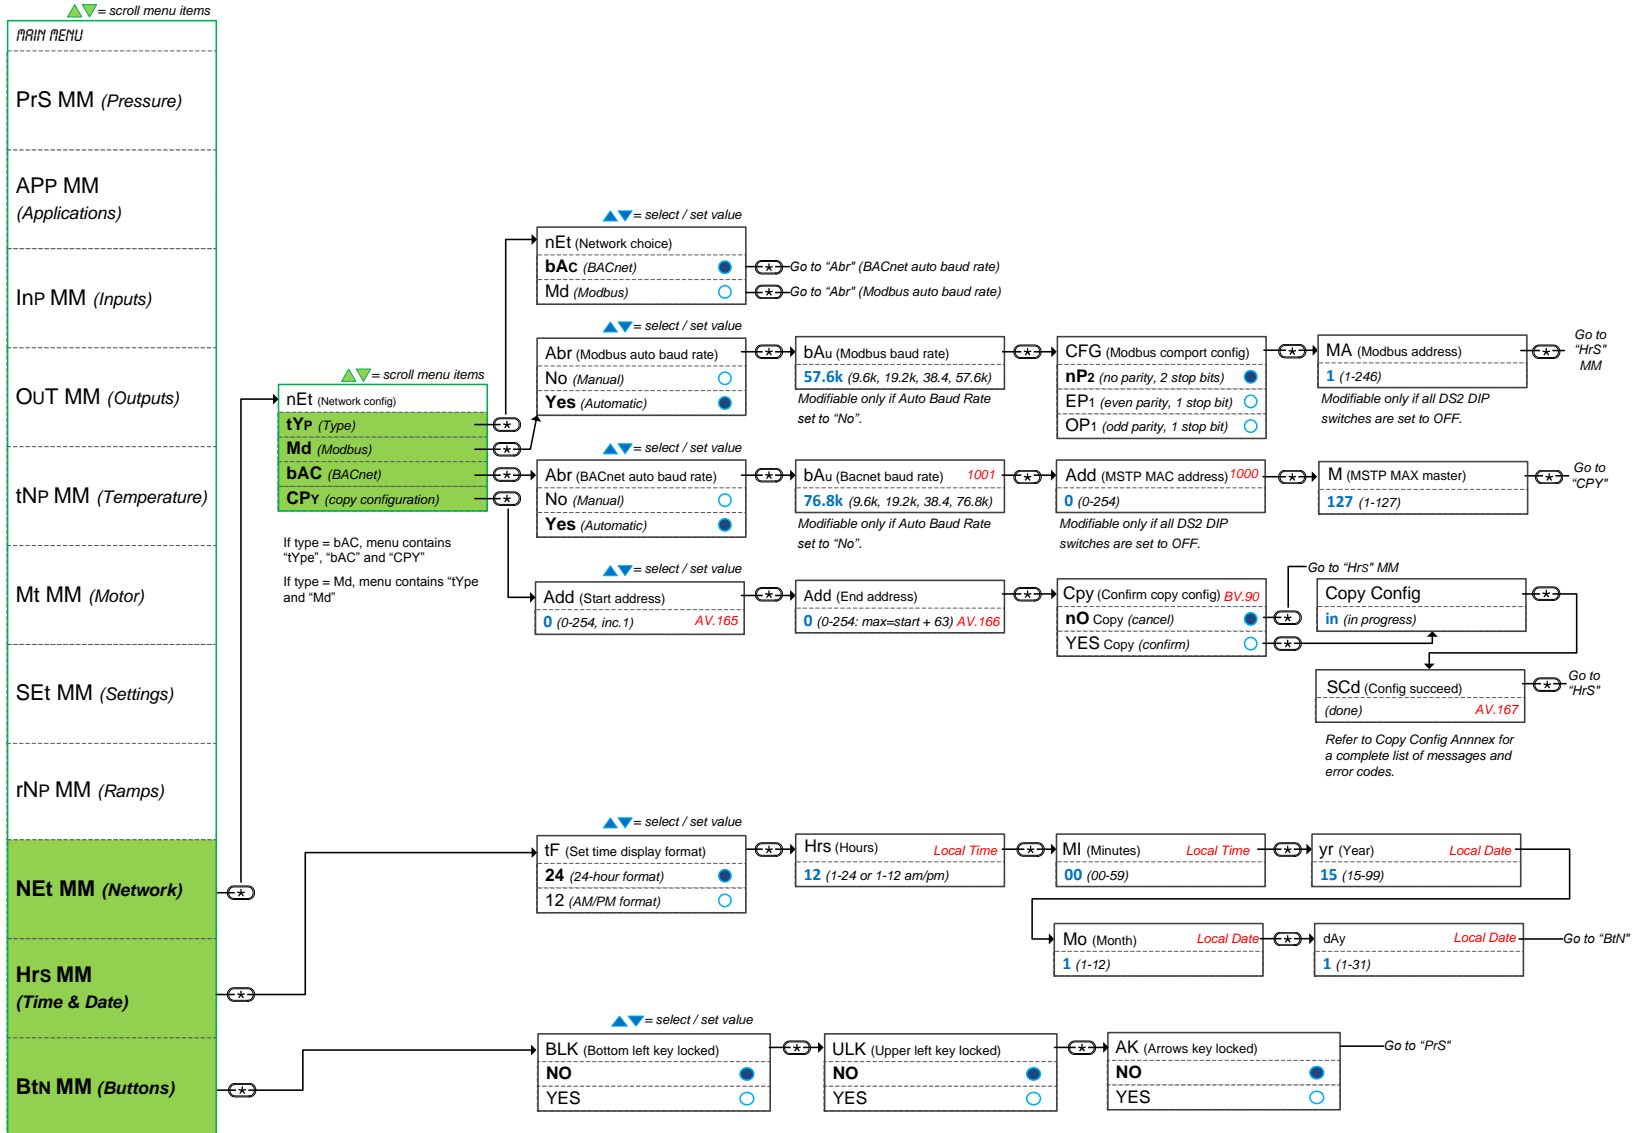 = scroll menu items
MAIN MENU
PrS MM (Pressure)
APP MM
(Applications)
InP MM (Inputs)
OUT MM (Outputs)
tNP MM (Temperature)
Mt MM (Motor)
SEt MM (Settings)
rNP MM (Ramps)
NEt MM (Network)
*
Hrs MM
(Time & Date)
*
BtN MM (Buttons)
*
= scroll menu items
nEt (Network config)
tYP (Type)
*
Md (Modbus)
*
bAC (BACnet)
*
CPY (copy configuration)
*
If type = bAC, menu contains
“tYpe”, “bAC” and “CPY”
If type = Md, menu contains “tYpe
and “Md”
= select / set value
nEt (Network choice)
bAc (BACnet)
*
Go to “Abr” (BACnet auto baud rate)
Md (Modbus)
*
Go to “Abr” (Modbus auto baud rate)
= select / set value
Abr (Modbus auto baud rate)
No (Manual)
Yes (Automatic)
*
bAu (Modbus baud rate)
57.6k (9.6k, 19.2k, 38.4, 57.6k)
Modifiable only if Auto Baud Rate
set to “No”.
*
CFG (Modbus comport config)
nP2 (no parity, 2 stop bits)
EP1 (even parity, 1 stop bit)
OP1 (odd parity, 1 stop bit)
*
MA (Modbus address)
1 (1-246)
Modifiable only if all DS2 DIP
switches are set to OFF.
*
Go to
“HrS"
MM
= select / set value
Abr (BACnet auto baud rate)
No (Manual)
Yes (Automatic)
*
bAu (Bacnet baud rate) 1001
76.8k (9.6k, 19.2k, 38.4, 76.8k)
Modifiable only if Auto Baud Rate
set to “No”.
*
Add (MSTP MAC address) 1000
0 (0-254)
Modifiable only if all DS2 DIP
switches are set to OFF.
*
M (MSTP MAX master)
127 (1-127)
*
Go to
“CPY"
= select / set value
Add (Start address)
0 (0-254, inc.1) AV.165
*
Add (End address)
0 (0-254: max=start + 63) AV.166
*
Cpy (Confirm copy config) BV.90
nO Copy (cancel)
*
Go to “HrS” MM
YES Copy (confirm)
*
Copy Config
in (in progress)
*
SCd (Config succeed)
(done) AV.167
*
Go to
“HrS"
Refer to Copy Config Annnex for
a complete list of messages and
error codes.
= select / set value
tF (Set time display format)
24 (24-hour format)
12 (AM/PM format)
*
Hrs (Hours) Local Time
12 (1-24 or 1-12 am/pm)
*
MI (Minutes) Local Time
00 (00-59)
*
yr (Year) Local Date
15 (15-99)
Mo (Month) Local Date
1 (1-12)
*
dAy Local Date
1 (1-31)
Go to “BtN"
= select / set value
BLK (Bottom left key locked)
NO
YES
*
ULK (Upper left key locked)
NO
YES
*
AK (Arrows key locked)
NO
YES
Go to “PrS"